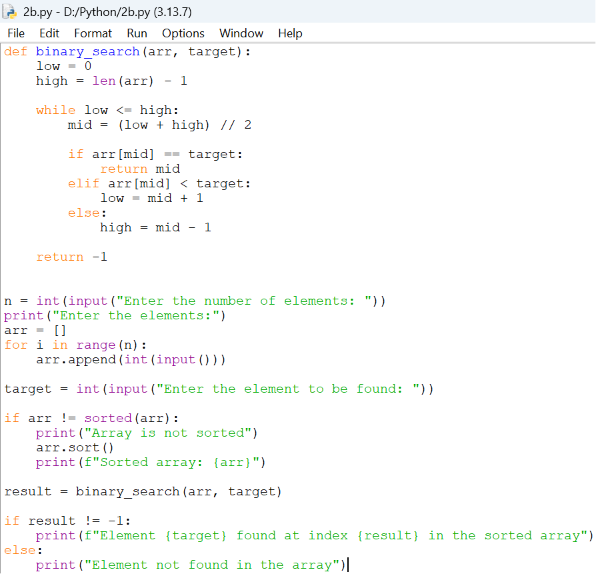 2b.py - D:/Python/2b.py (3.13.7)
File Edit Format Run Options Window Help
def binary_search(arr, target):
    low = 0
    high = len(arr) - 1

    while low <= high:
        mid = (low + high) // 2

        if arr[mid] == target:
            return mid
        elif arr[mid] < target:
            low = mid + 1
        else:
            high = mid - 1

    return -1


n = int(input("Enter the number of elements: "))
print("Enter the elements:")
arr = []
for i in range(n):
    arr.append(int(input()))

target = int(input("Enter the element to be found: "))

if arr != sorted(arr):
    print("Array is not sorted")
    arr.sort()
    print(f"Sorted array: {arr}")

result = binary_search(arr, target)

if result != -1:
    print(f"Element {target} found at index {result} in the sorted array")
else:
    print("Element not found in the array")